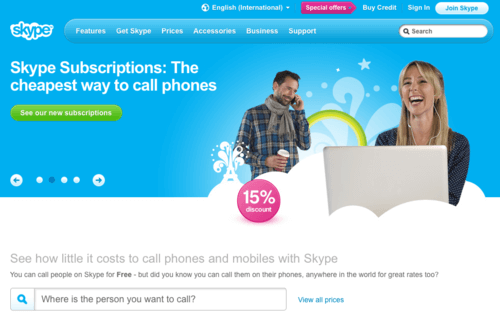 English (International)
Special offers
Buy Credit
Sign In
Join Skype
skype
Features
Get Skype
Prices
Accessories
Business
Support
Search
Skype Subscriptions: The
cheapest way to call phones
See our new subscriptions
15%
discount
See how little it costs to call phones and mobiles with Skype
You can call people on Skype for Free - but did you know you can call them on their phones, anywhere in the world for great rates too?
Where is the person you want to call?
View all prices